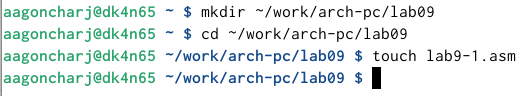 aagoncharj@dk4n65 ~ $ mkdir ~/work/arch-pc/lab09
aagoncharj@dk4n65 ~ $ cd ~/work/arch-pc/lab09
aagoncharj@dk4n65 ~/work/arch-pc/lab09 $ touch lab9-1.asm
aagoncharj@dk4n65 ~/work/arch-pc/lab09 $